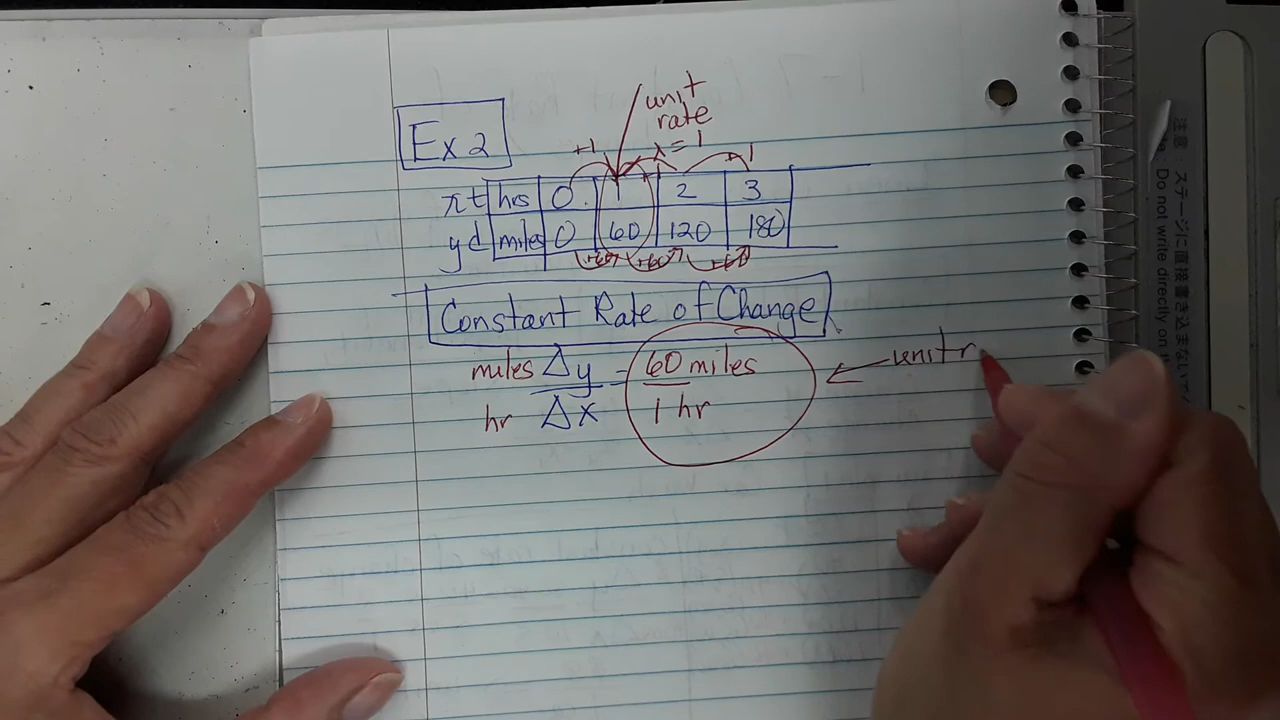 unit
rate
x = 1
Ex 2
+1 +1
x t hrs 0 1 2 3
y d miles 0 60 120 180
+60 +60 +60
Constant Rate of Change
miles Δy = 60 miles
hr Δx 1 hr
unit r
注意：ステージに直接書き込まないで
Do not write directly on th